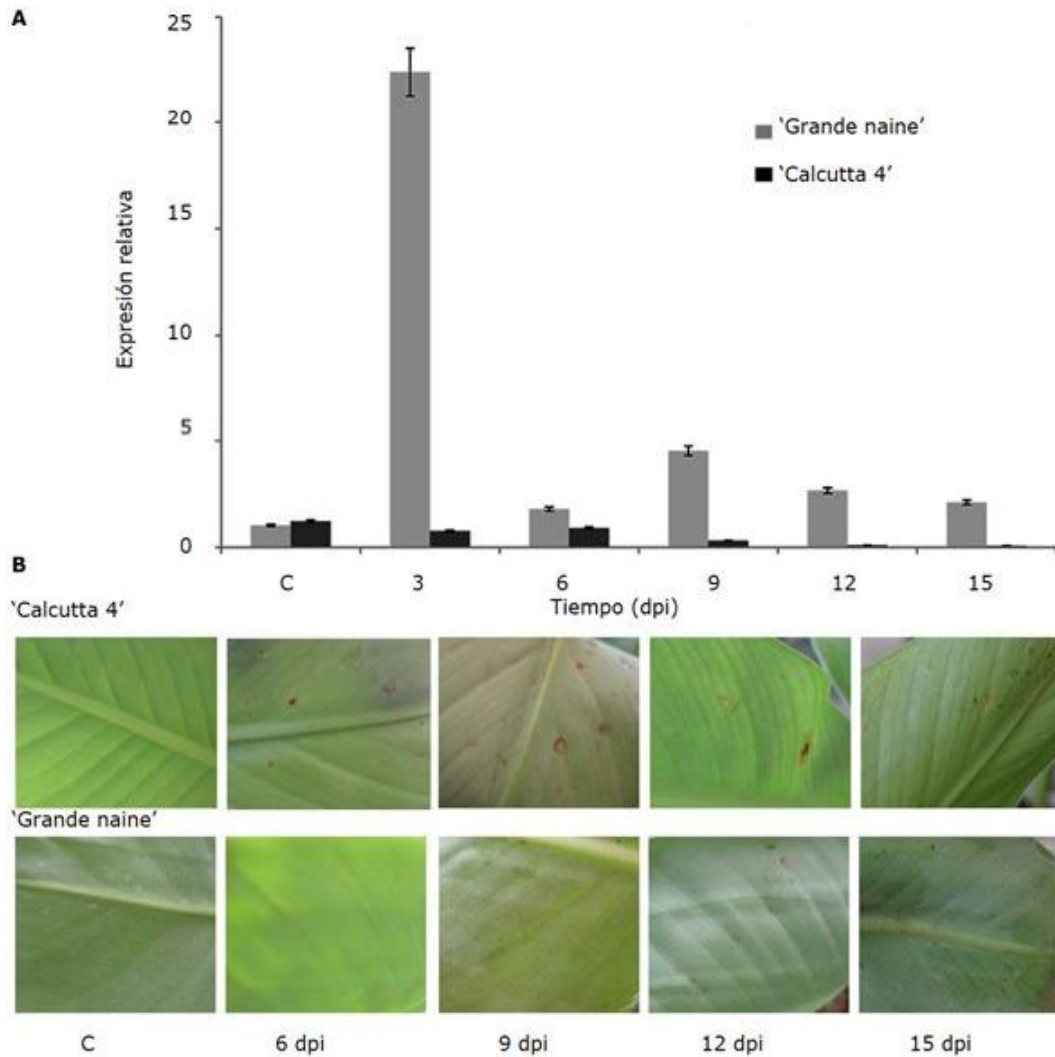 A
25
20
15
10
5
0
Expresión relativa
‘Grande naine’
‘Calcutta 4’
C 3 6 9 12 15
Tiempo (dpi)
B
‘Calcutta 4’
‘Grande naine’
C 6 dpi 9 dpi 12 dpi 15 dpi